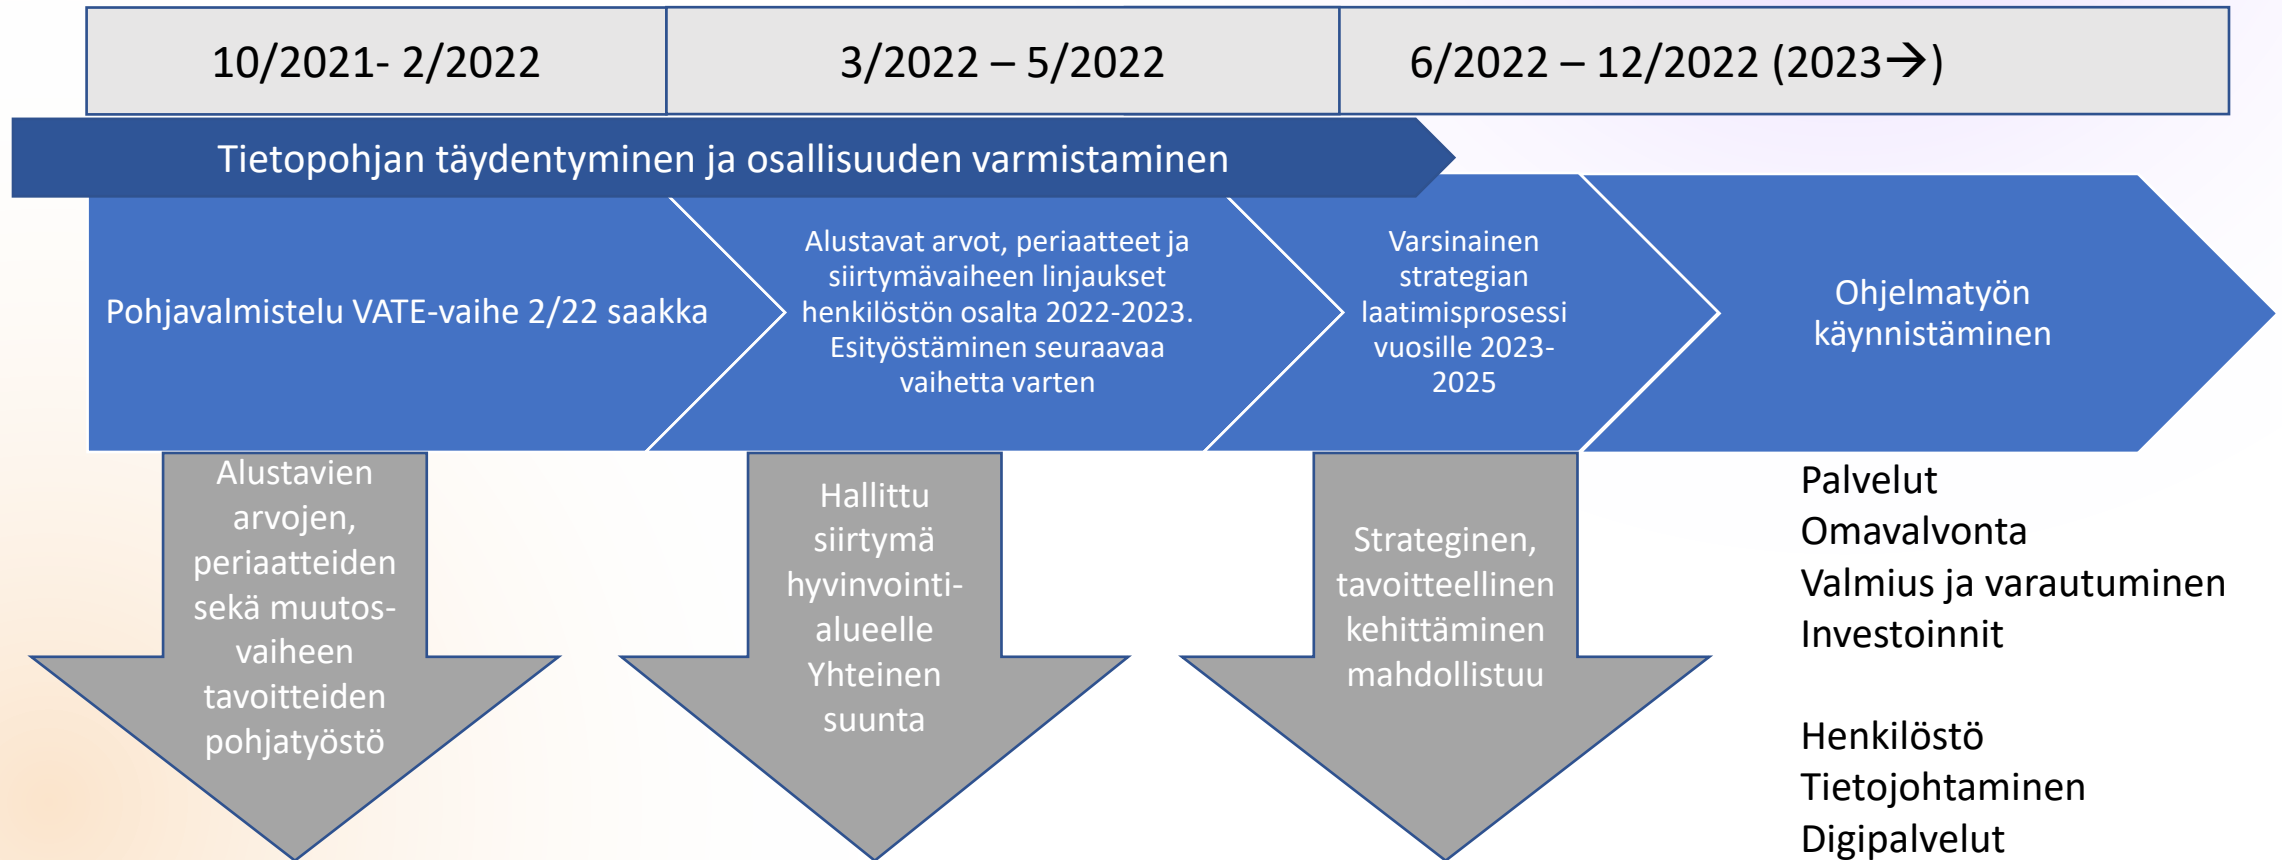 10/2021- 2/2022
3/2022 – 5/2022
6/2022 – 12/2022 (2023→)
Tietopohjan täydentyminen ja osallisuuden varmistaminen
Pohjavalmistelu VATE-vaihe 2/22 saakka
Alustavat arvot, periaatteet ja
siirtymävaiheen linjaukset
henkilöstön osalta 2022-2023.
Esityöstäminen seuraavaa
vaihetta varten
Varsinainen
strategian
laatimisprosessi
vuosille 2023-
2025
Ohjelmatyön
käynnistäminen
Alustavien
arvojen,
periaatteiden
sekä muutos-
vaiheen
tavoitteiden
pohjatyöstö
Hallittu
siirtymä
hyvinvointi-
alueelle
Yhteinen
suunta
Strateginen,
tavoitteellinen
kehittäminen
mahdollistuu
Palvelut
Omavalvonta
Valmius ja varautuminen
Investoinnit
Henkilöstö
Tietojohtaminen
Digipalvelut